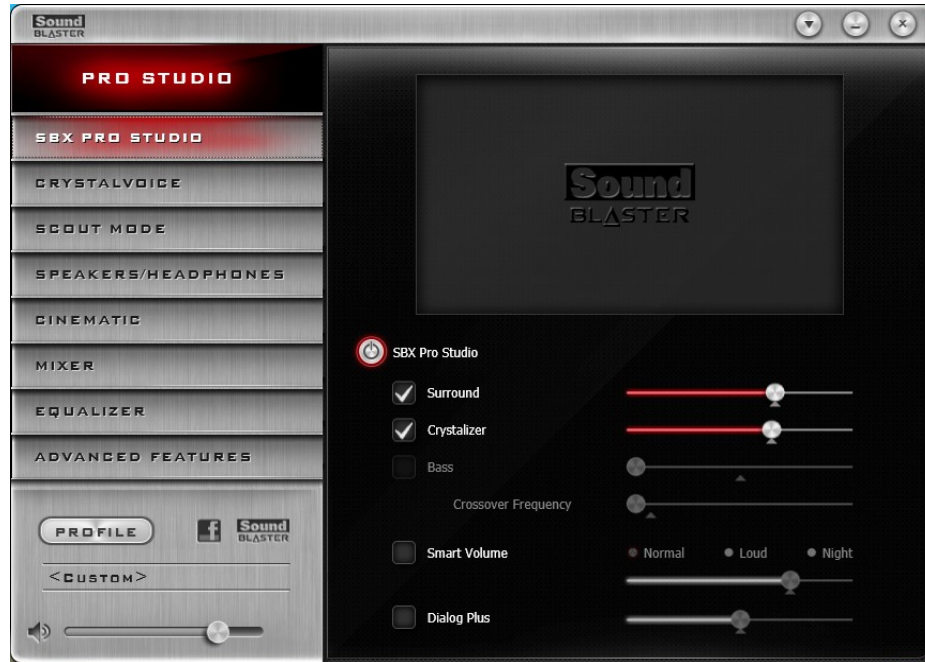 Sound
BLASTER
PRO STUDIO
SBX PRO STUDIO
CRYSTALVOICE
SCOUT MODE
SPEAKERS/HEADPHONES
CINEMATIC
MIXER
EQUALIZER
ADVANCED FEATURES
PROFILE
f
Sound
BLASTER
<CUSTOM>
Sound
BLASTER
SBX Pro Studio
Surround
Crystalizer
Bass
Crossover Frequency
Smart Volume
Normal
Loud
Night
Dialog Plus